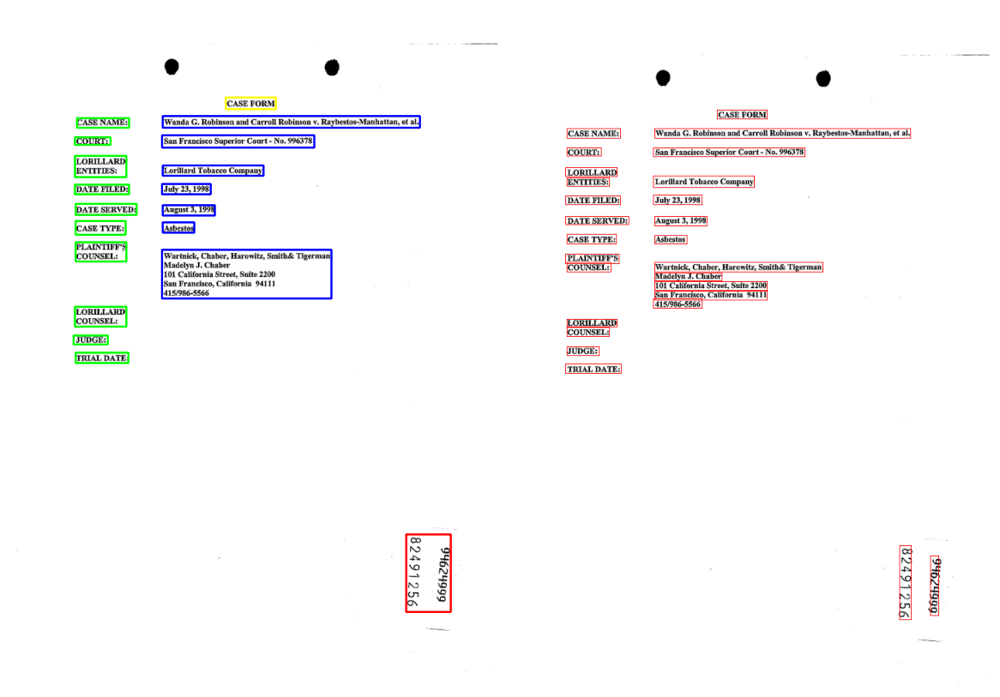 CASE FORM
CASE NAME: Wanda G. Robinson and Carroll Robinson v. Raybestos-Manhattan, et al.
COURT: San Francisco Superior Court - No. 996378
LORILLARD
ENTITIES: Lorillard Tobacco Company
DATE FILED: July 23, 1998
DATE SERVED: August 3, 1998
CASE TYPE: Asbestos
PLAINTIFF'S
COUNSEL: Wartnick, Chaber, Harowitz, Smith& Tigerman
Madelyn J. Chaber
101 California Street, Suite 2200
San Francisco, California 94111
415/986-5566
LORILLARD
COUNSEL:
JUDGE:
TRIAL DATE:
94624999
82491256
CASE FORM
CASE NAME: Wanda G. Robinson and Carroll Robinson v. Raybestos-Manhattan, et al.
COURT: San Francisco Superior Court - No. 996378
LORILLARD
ENTITIES: Lorillard Tobacco Company
DATE FILED: July 23, 1998
DATE SERVED: August 3, 1998
CASE TYPE: Asbestos
PLAINTIFF'S
COUNSEL: Wartnick, Chaber, Harowitz, Smith& Tigerman
Madelyn J. Chaber
101 California Street, Suite 2200
San Francisco, California 94111
415/986-5566
LORILLARD
COUNSEL:
JUDGE:
TRIAL DATE:
94624999
82491256